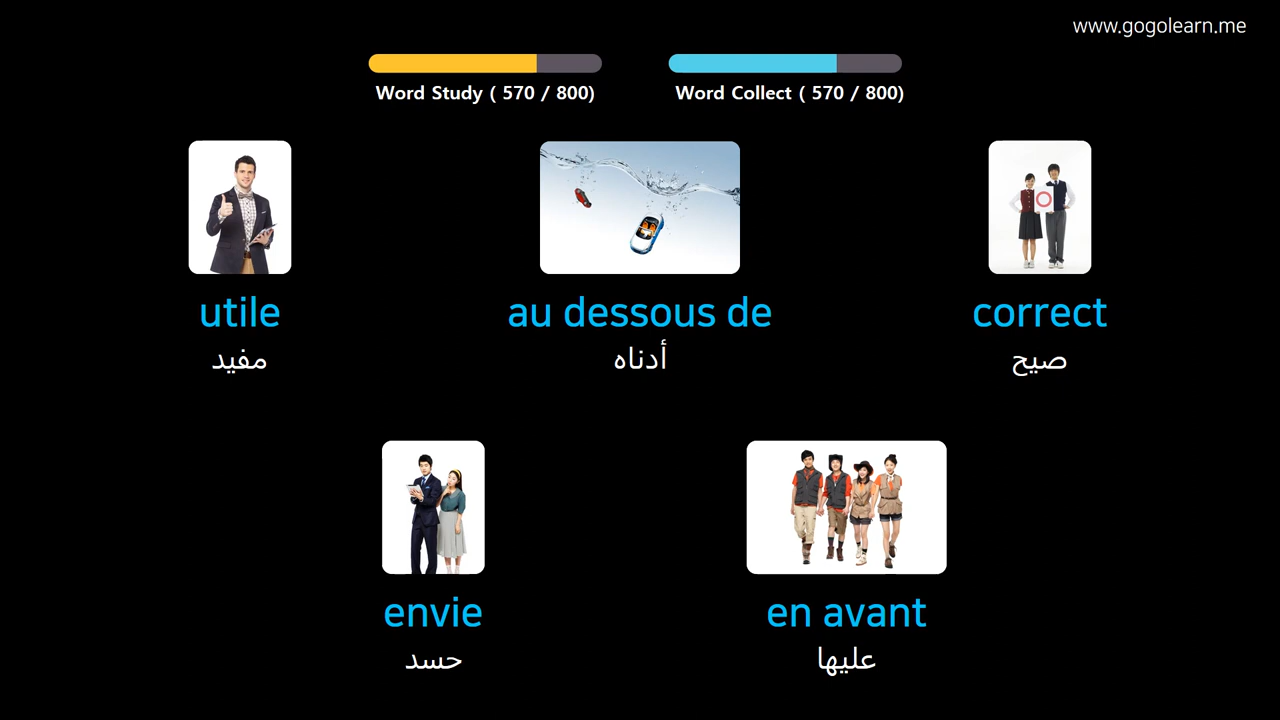 www.gogolearn.me
Word Study ( 570 / 800)
Word Collect ( 570 / 800)
utile
مفيد
au dessous de
أدناه
correct
صيح
envie
حسد
en avant
عليها